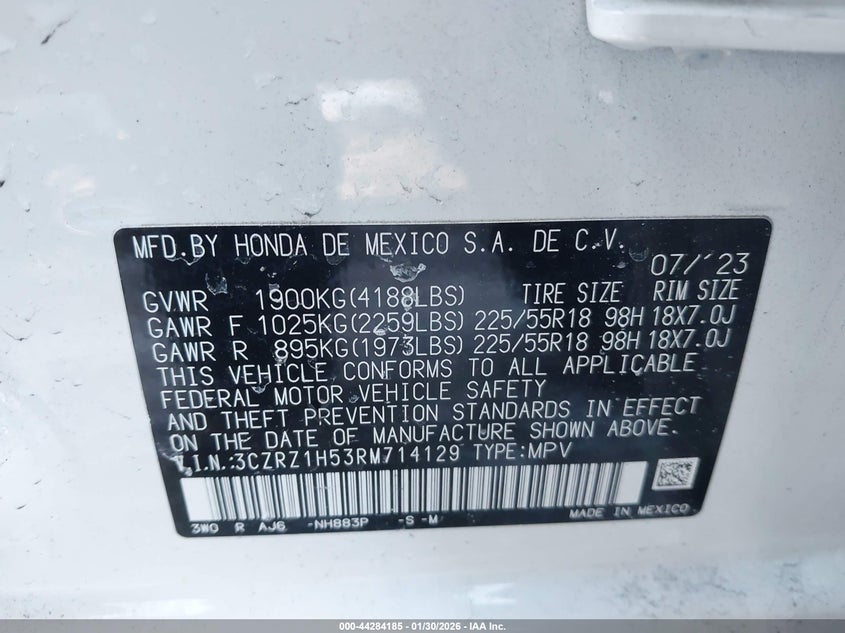 MFD.BY HONDA DE MEXICO S.A. DE C.V.
07/'23
GVWR 1900KG(4188LBS) TIRE SIZE RIM SIZE
GAWR F 1025KG(2259LBS) 225/55R18 98H 18X7.0J
GAWR R 895KG(1973LBS) 225/55R18 98H 18X7.0J
THIS VEHICLE CONFORMS TO ALL APPLICABLE
FEDERAL MOTOR VEHICLE SAFETY
AND THEFT PREVENTION STANDARDS IN EFFECT
ON THE DATE OF MANUFACTURE SHOWN ABOVE.
V.I.N.:3CZRZ1H53RM714129 TYPE:MPV
3W0 R AJ6 -NH883P -S -M MADE IN MEXICO
000-44284185 - 01/30/2026 - IAA Inc.